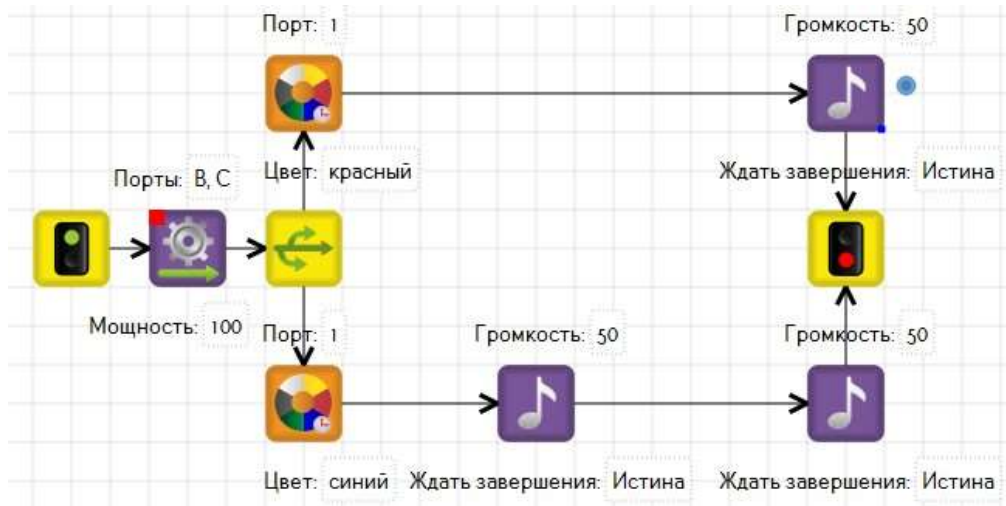 Порт: 1
Громкость: 50
Порты: B, C
Цвет: красный
Ждать завершения: Истина
Мощность: 100
Порт: 1
Громкость: 50
Громкость: 50
Цвет: синий
Ждать завершения: Истина
Ждать завершения: Истина